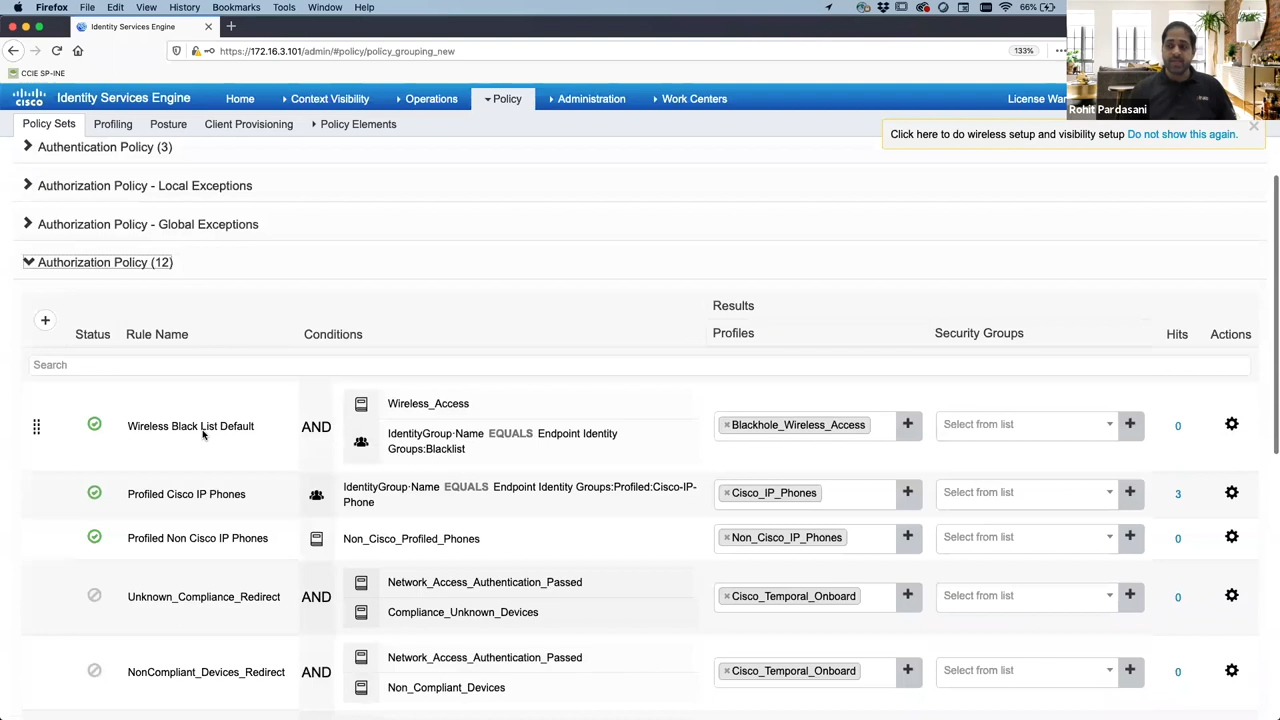 Firefox File Edit View History Bookmarks Tools Window Help 66%
Identity Services Engine
https://172.16.3.101/admin/#policy/policy_grouping_new 133%
CCIE SP-INE
Rohit Pardasani
cisco Identity Services Engine Home Context Visibility Operations Policy Administration Work Centers License War
Policy Sets Profiling Posture Client Provisioning Policy Elements
Click here to do wireless setup and visibility setup Do not show this again.
Authentication Policy (3)
Authorization Policy - Local Exceptions
Authorization Policy - Global Exceptions
Authorization Policy (12)
Results
Status Rule Name Conditions Profiles Security Groups Hits Actions
Search
Wireless Black List Default AND Wireless_Access
IdentityGroup·Name EQUALS Endpoint Identity
Groups:Blacklist
Blackhole_Wireless_Access Select from list 0
Profiled Cisco IP Phones IdentityGroup·Name EQUALS Endpoint Identity Groups:Profiled:Cisco-IP-
Phone
Cisco_IP_Phones Select from list 3
Profiled Non Cisco IP Phones Non_Cisco_Profiled_Phones Non_Cisco_IP_Phones Select from list 0
Unknown_Compliance_Redirect AND Network_Access_Authentication_Passed
Compliance_Unknown_Devices
Cisco_Temporal_Onboard Select from list 0
NonCompliant_Devices_Redirect AND Network_Access_Authentication_Passed
Non_Compliant_Devices
Cisco_Temporal_Onboard Select from list 0